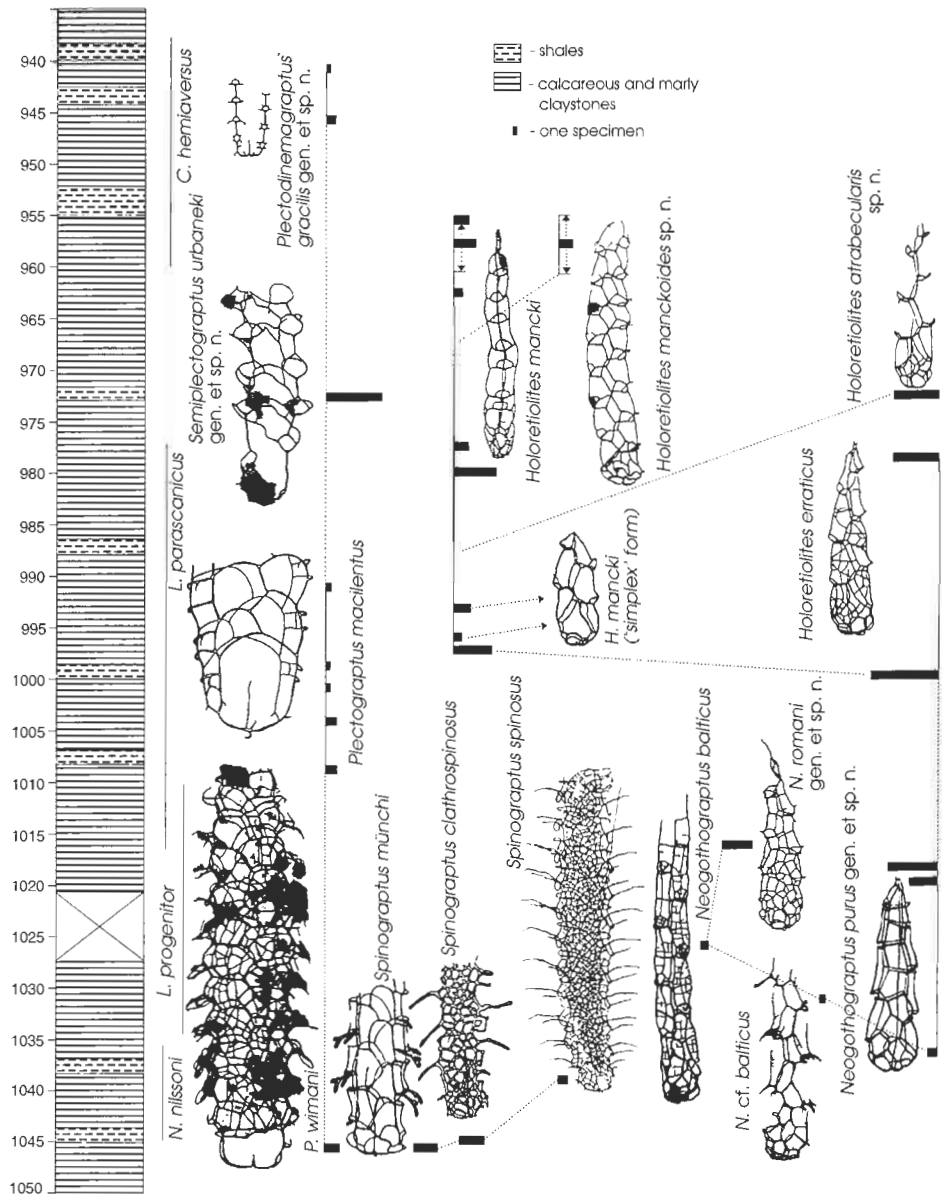 - shales
- calcareous and marly
claystones
- one specimen
940
945
950
955
960
965
970
975
980
985
990
995
1000
1005
1010
1015
1020
1025
1030
1035
1040
1045
1050
C. hemiaversus
L. parascanicus
L. progenitor
N. nilssoni
Plectodinemagraptus
gracilis gen. et sp. n.
Semiplectograptus urbaneki
gen. et sp. n.
Plectograptus macilentus
P. wimani
Spinograptus münchi
Spinograptus clathrospinosus
Spinograptus spinosus
Holoretiolites mancki
Holoretiolites manckoides sp. n.
H. mancki
('simplex' form)
Holoretiolites atrabecularis
sp. n.
Holoretiolites erraticus
Neogothograptus balticus
N. romani
gen. et sp. n.
N. cf. balticus
Neogothograptus purus gen. et sp. n.